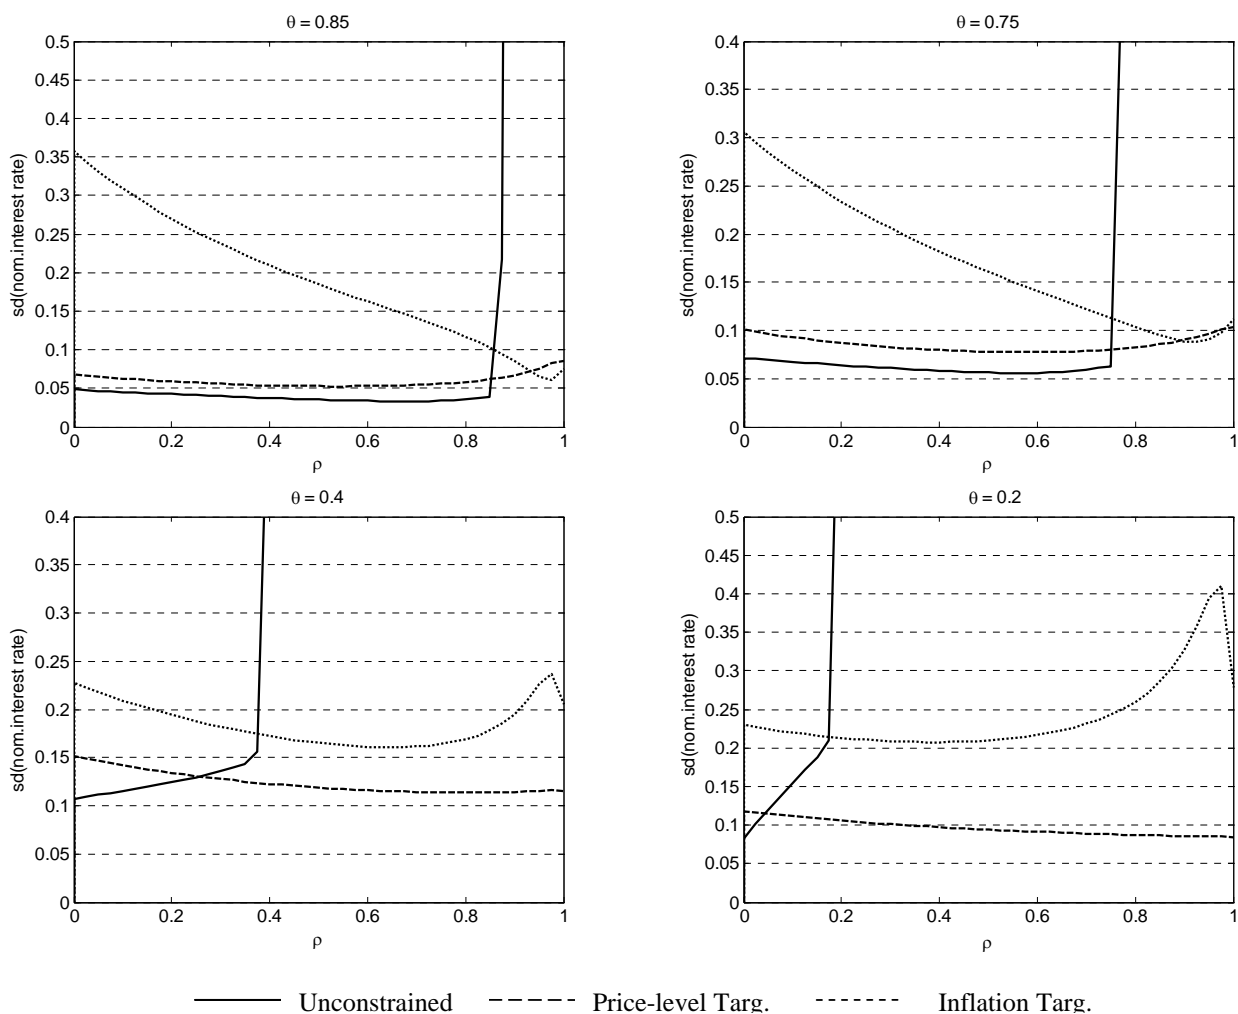 θ = 0.85
0.5
0.45
0.4
0.35
0.3
0.25
0.2
0.15
0.1
0.05
0
sd(nom.interest rate)
0 0.2 0.4 0.6 0.8 1
ρ
θ = 0.75
0.4
0.35
0.3
0.25
0.2
0.15
0.1
0.05
0
sd(nom.interest rate)
0 0.2 0.4 0.6 0.8 1
ρ
θ = 0.4
0.4
0.35
0.3
0.25
0.2
0.15
0.1
0.05
0
sd(nom.interest rate)
0 0.2 0.4 0.6 0.8 1
ρ
θ = 0.2
0.5
0.45
0.4
0.35
0.3
0.25
0.2
0.15
0.1
0.05
0
sd(nom.interest rate)
0 0.2 0.4 0.6 0.8 1
ρ
Unconstrained Price-level Targ. Inflation Targ.